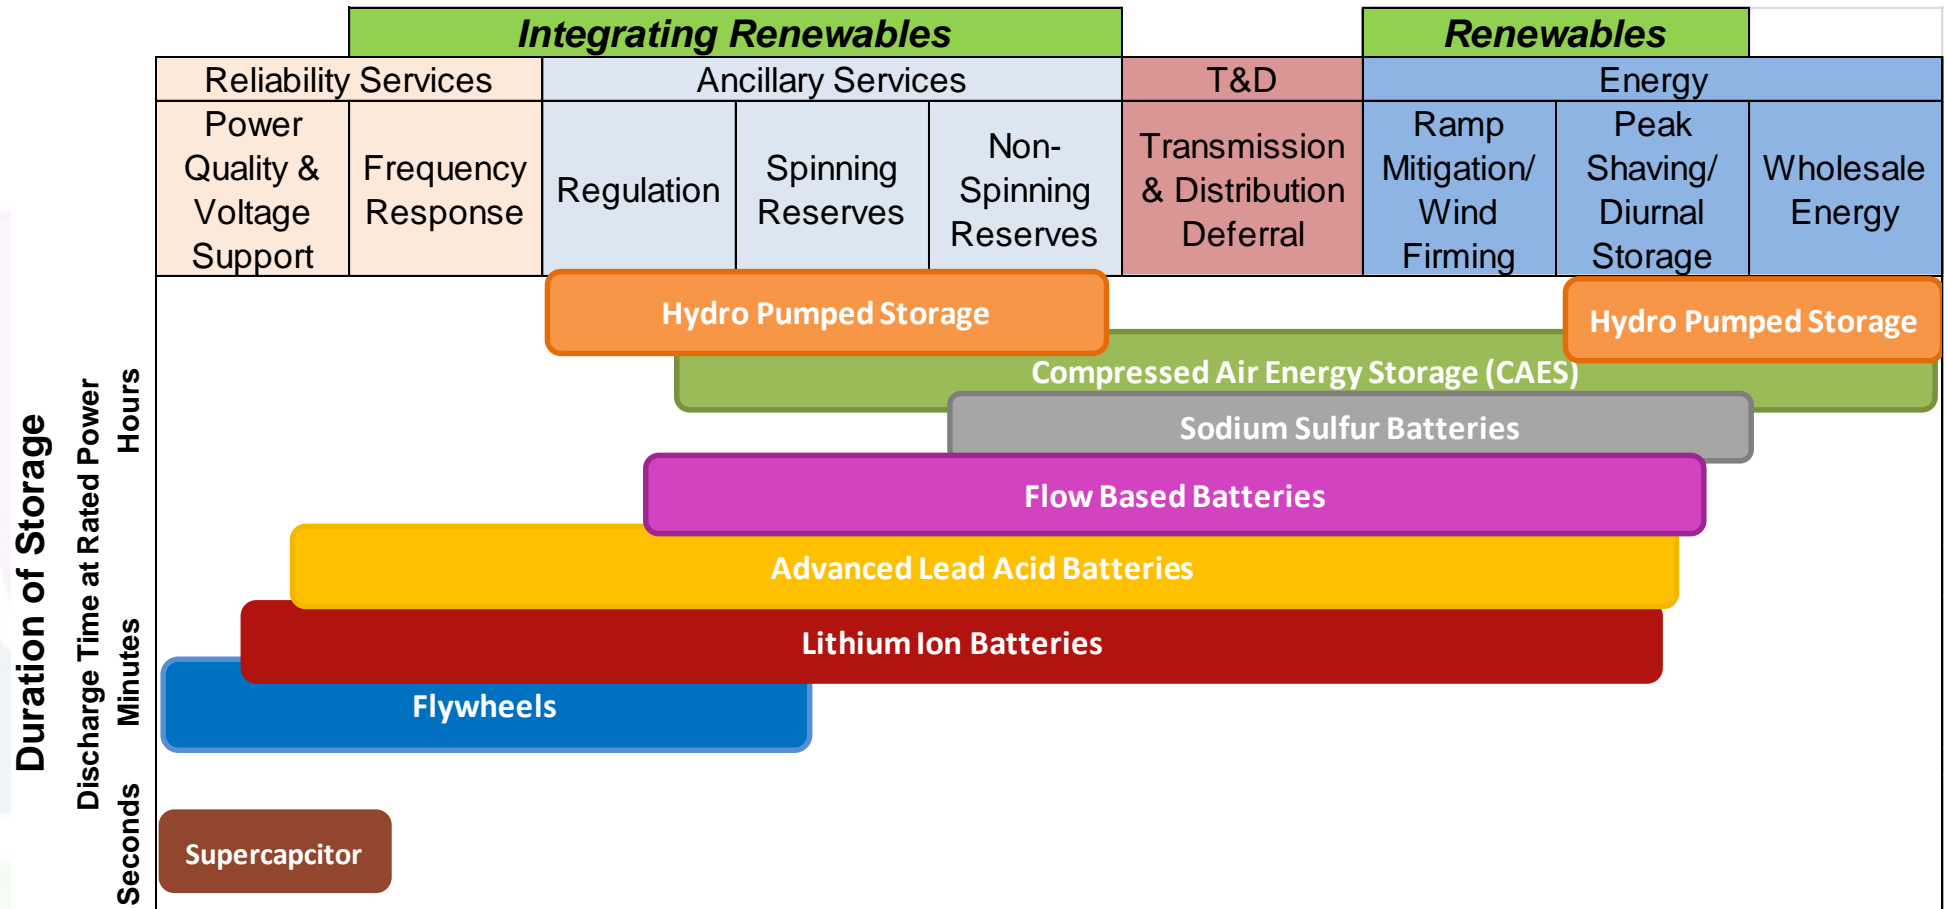 Integrating Renewables
Renewables
Reliability Services
Ancillary Services
T&D
Energy
Power
Quality &
Voltage
Support
Frequency
Response
Regulation
Spinning
Reserves
Non-
Spinning
Reserves
Transmission
& Distribution
Deferral
Ramp
Mitigation/
Wind
Firming
Peak
Shaving/
Diurnal
Storage
Wholesale
Energy
Duration of Storage
Discharge Time at Rated Power
Hours
Minutes
Seconds
Hydro Pumped Storage
Hydro Pumped Storage
Compressed Air Energy Storage (CAES)
Sodium Sulfur Batteries
Flow Based Batteries
Advanced Lead Acid Batteries
Lithium Ion Batteries
Flywheels
Supercapcitor